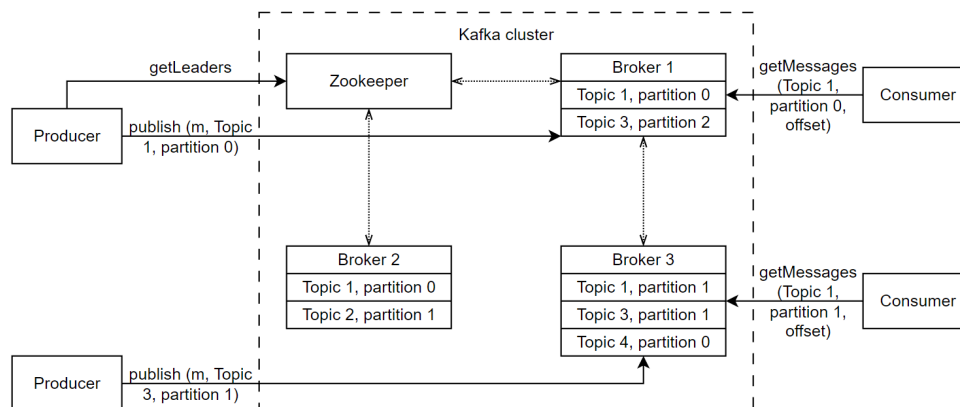 Kafka cluster
getLeaders
Zookeeper
Broker 1
Topic 1, partition 0
Topic 3, partition 2
getMessages
(Topic 1,
partition 0,
offset)
Consumer
Producer
publish (m, Topic
1, partition 0)
Broker 2
Topic 1, partition 0
Topic 2, partition 1
Broker 3
Topic 1, partition 1
Topic 3, partition 1
Topic 4, partition 0
getMessages
(Topic 1,
partition 1,
offset)
Consumer
Producer
publish (m, Topic
3, partition 1)